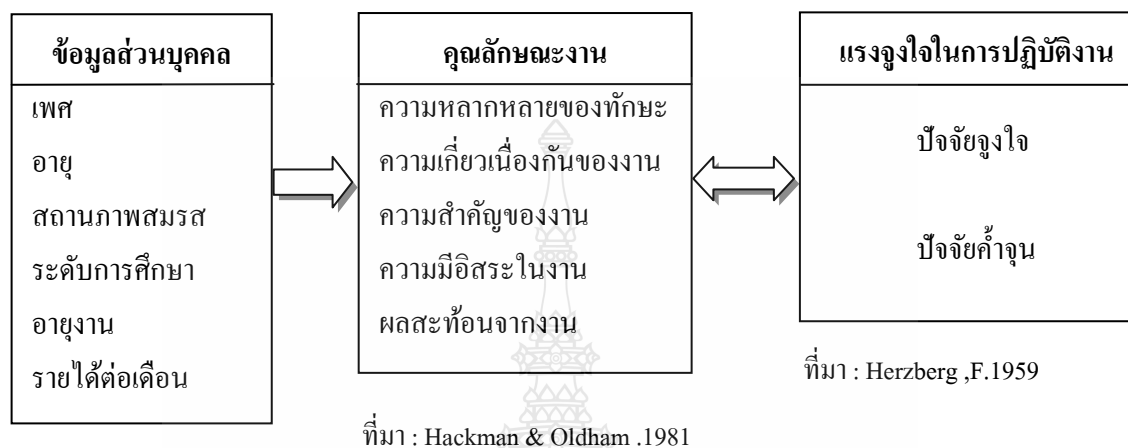 ข้อมูลส่วนบุคคล
เพศ
อายุ
สถานภาพสมรส
ระดับการศึกษา
อายุงาน
รายได้ต่อเดือน
คุณลักษณะงาน
ความหลากหลายของทักษะ
ความเกี่ยวเนื่องกันของงาน
ความสำคัญของงาน
ความมีอิสระในงาน
ผลสะท้อนจากงาน
ที่มา : Hackman & Oldham .1981
แรงจูงใจในการปฏิบัติงาน
ปัจจัยจูงใจ
ปัจจัยค้ำจุน
ที่มา : Herzberg ,F.1959